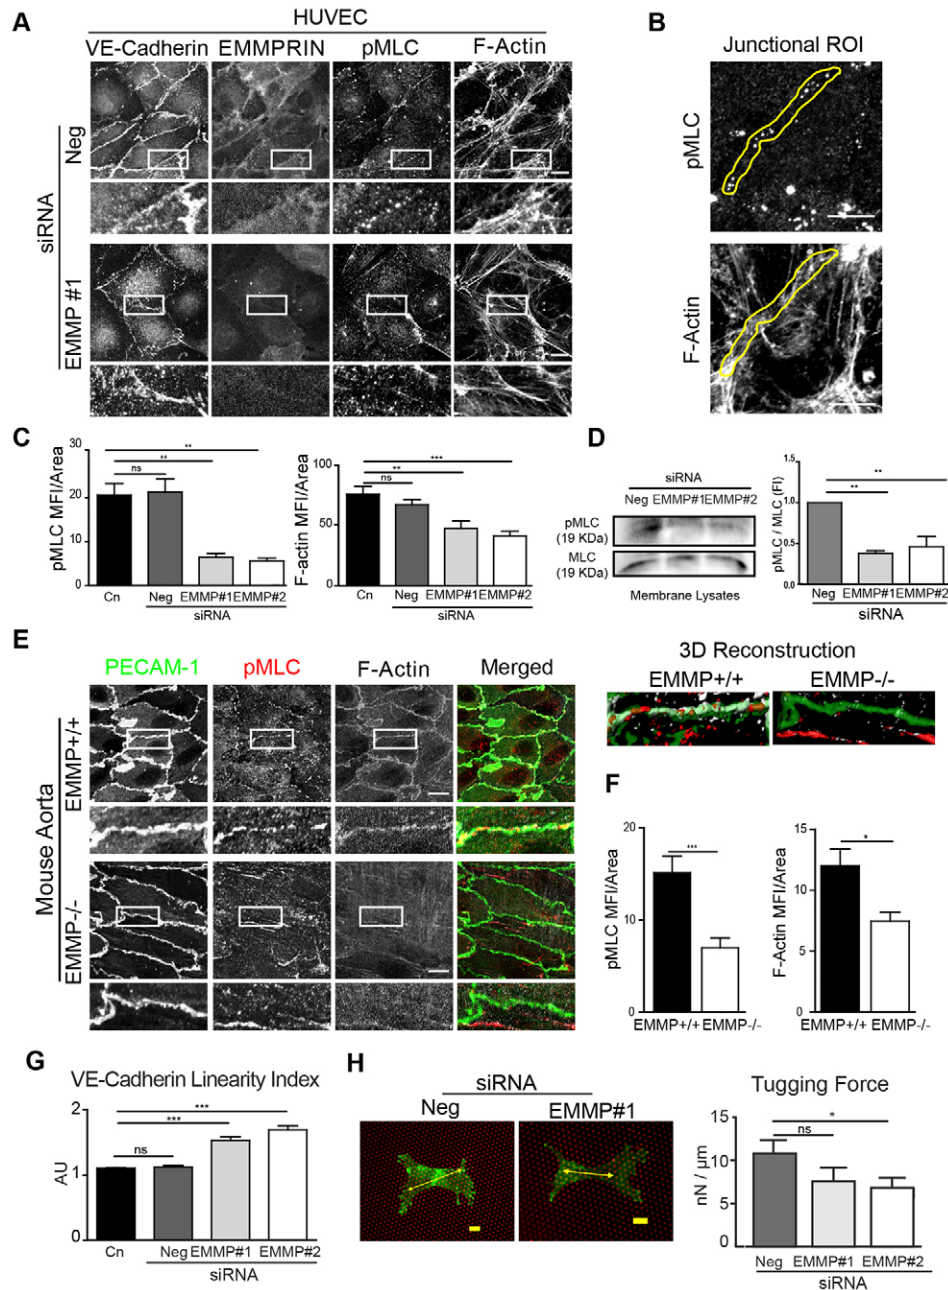 A
HUVEC
VE-Cadherin EMMPRIN pMLC F-Actin
siRNA
Neg
EMMP #1
B
Junctional ROI
pMLC
F-Actin
C
pMLC MFI/Area
30
20
10
0
**
**
ns
Cn Neg EMMP#1 EMMP#2
siRNA
F-actin MFI/Area
100
50
0
***
**
ns
Cn Neg EMMP#1 EMMP#2
siRNA
D
siRNA
Neg EMMP#1 EMMP#2
pMLC
(19 KDa)
MLC
(19 KDa)
Membrane Lysates
pMLC / MLC (FI)
1.5
1.0
0.5
0.0
**
**
Neg EMMP#1 EMMP#2
siRNA
E
PECAM-1 pMLC F-Actin Merged
Mouse Aorta
EMMP+/+
EMMP-/-
3D Reconstruction
EMMP+/+ EMMP-/-
F
pMLC MFI/Area
20
10
0
***
EMMP+/+ EMMP-/-
F-Actin MFI/Area
15
10
5
0
*
EMMP+/+ EMMP-/-
G
VE-Cadherin Linearity Index
AU
2
1
0
***
***
ns
Cn Neg EMMP#1 EMMP#2
siRNA
H
siRNA
Neg EMMP#1
Tugging Force
nN / µm
15
10
5
0
*
ns
Neg EMMP#1 EMMP#2
siRNA